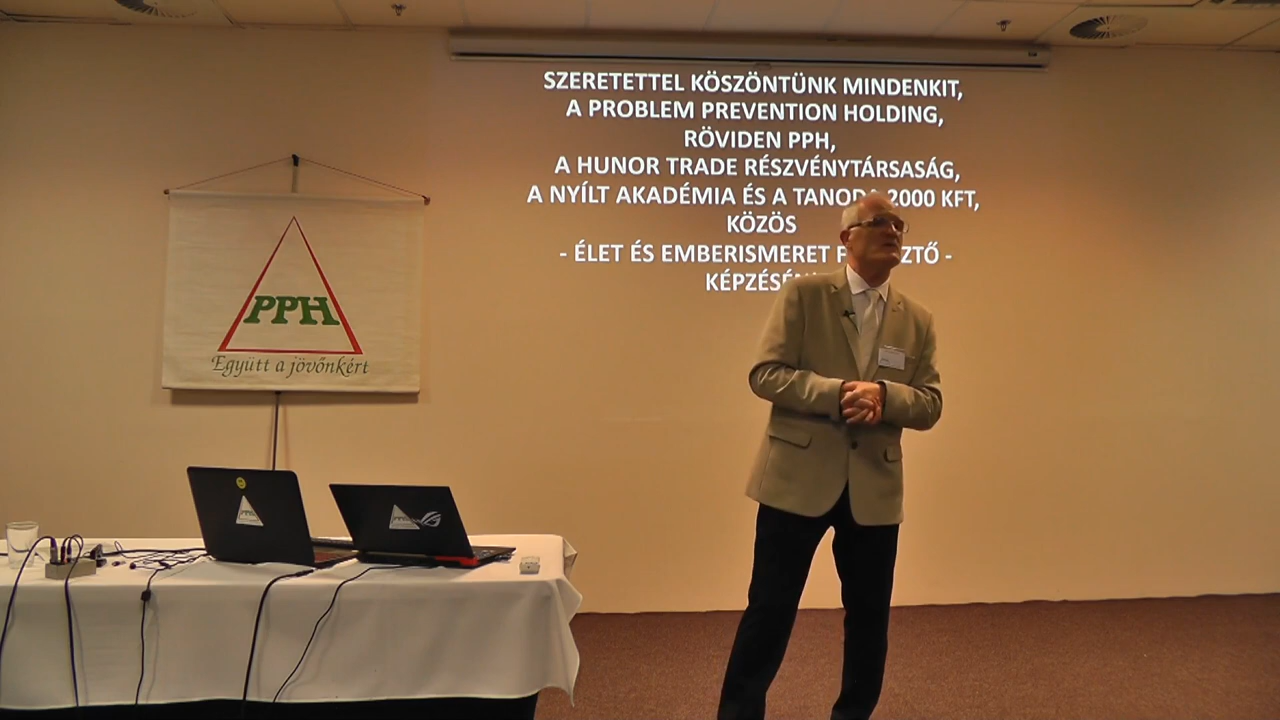 SZERETETTEL KÖSZÖNTÜNK MINDENKIT,
A PROBLEM PREVENTION HOLDING,
RÖVIDEN PPH,
A HUNOR TRADE RÉSZVÉNYTÁRSASÁG,
A NYÍLT AKADÉMIA ÉS A TANODA 2000 KFT,
KÖZÖS
- ÉLET ÉS EMBERISMERET -
PPH
Együtt a jövőnkért